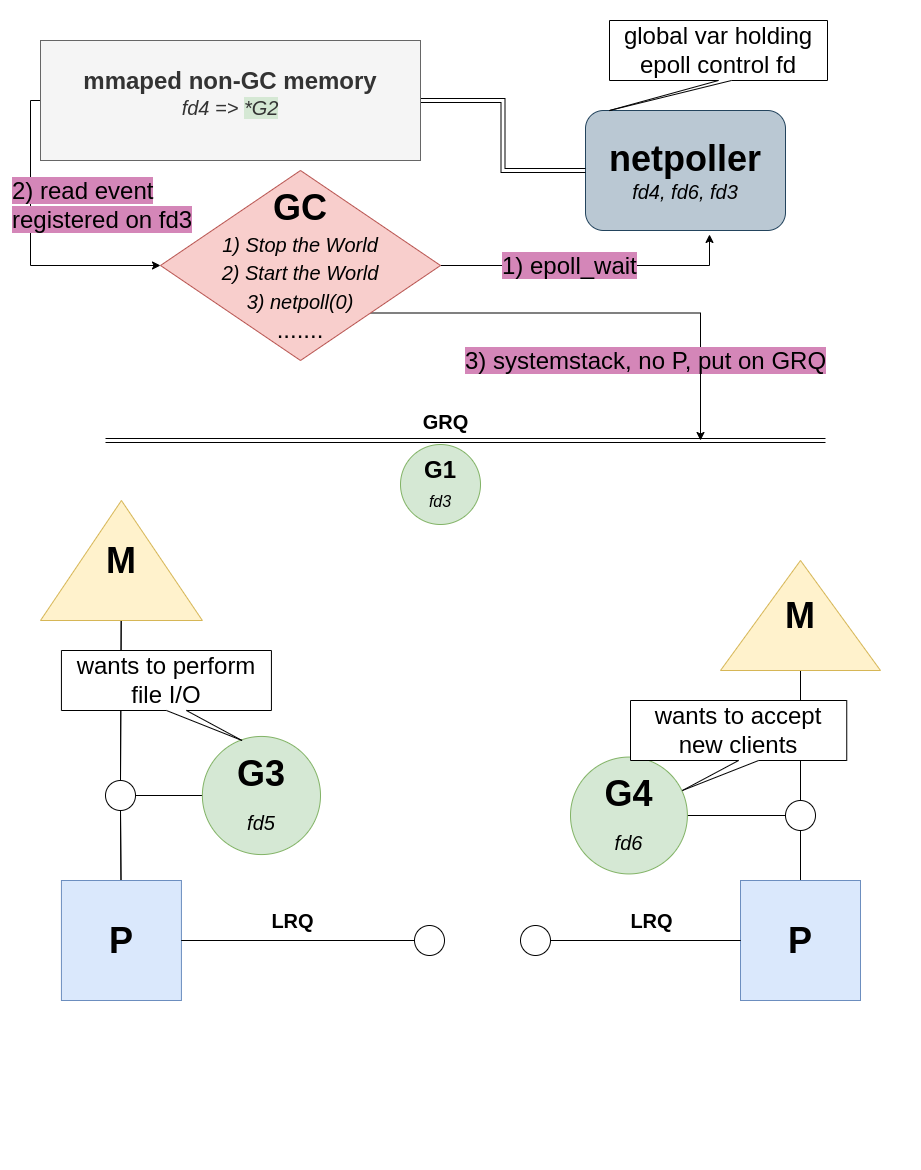 global var holding
epoll control fd
mmaped non-GC memory
fd4 => *G2
netpoller
fd4, fd6, fd3
2) read event
registered on fd3
GC
1) Stop the World
2) Start the World
3) netpoll(0)
.......
1) epoll_wait
3) systemstack, no P, put on GRQ
GRQ
G1
fd3
M
M
wants to perform
file I/O
wants to accept
new clients
G3
fd5
G4
fd6
P
LRQ
LRQ
P